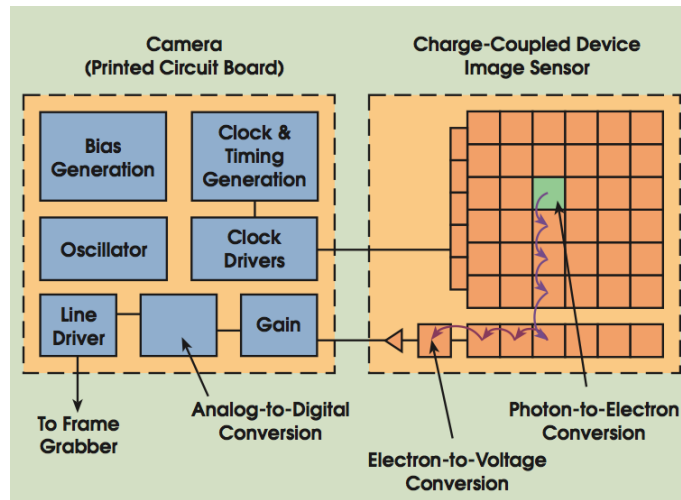 Camera
(Printed Circuit Board)
Charge-Coupled Device
Image Sensor
Bias
Generation
Clock &
Timing
Generation
Oscillator
Clock
Drivers
Line
Driver
Gain
To Frame
Grabber
Analog-to-Digital
Conversion
Electron-to-Voltage
Conversion
Photon-to-Electron
Conversion